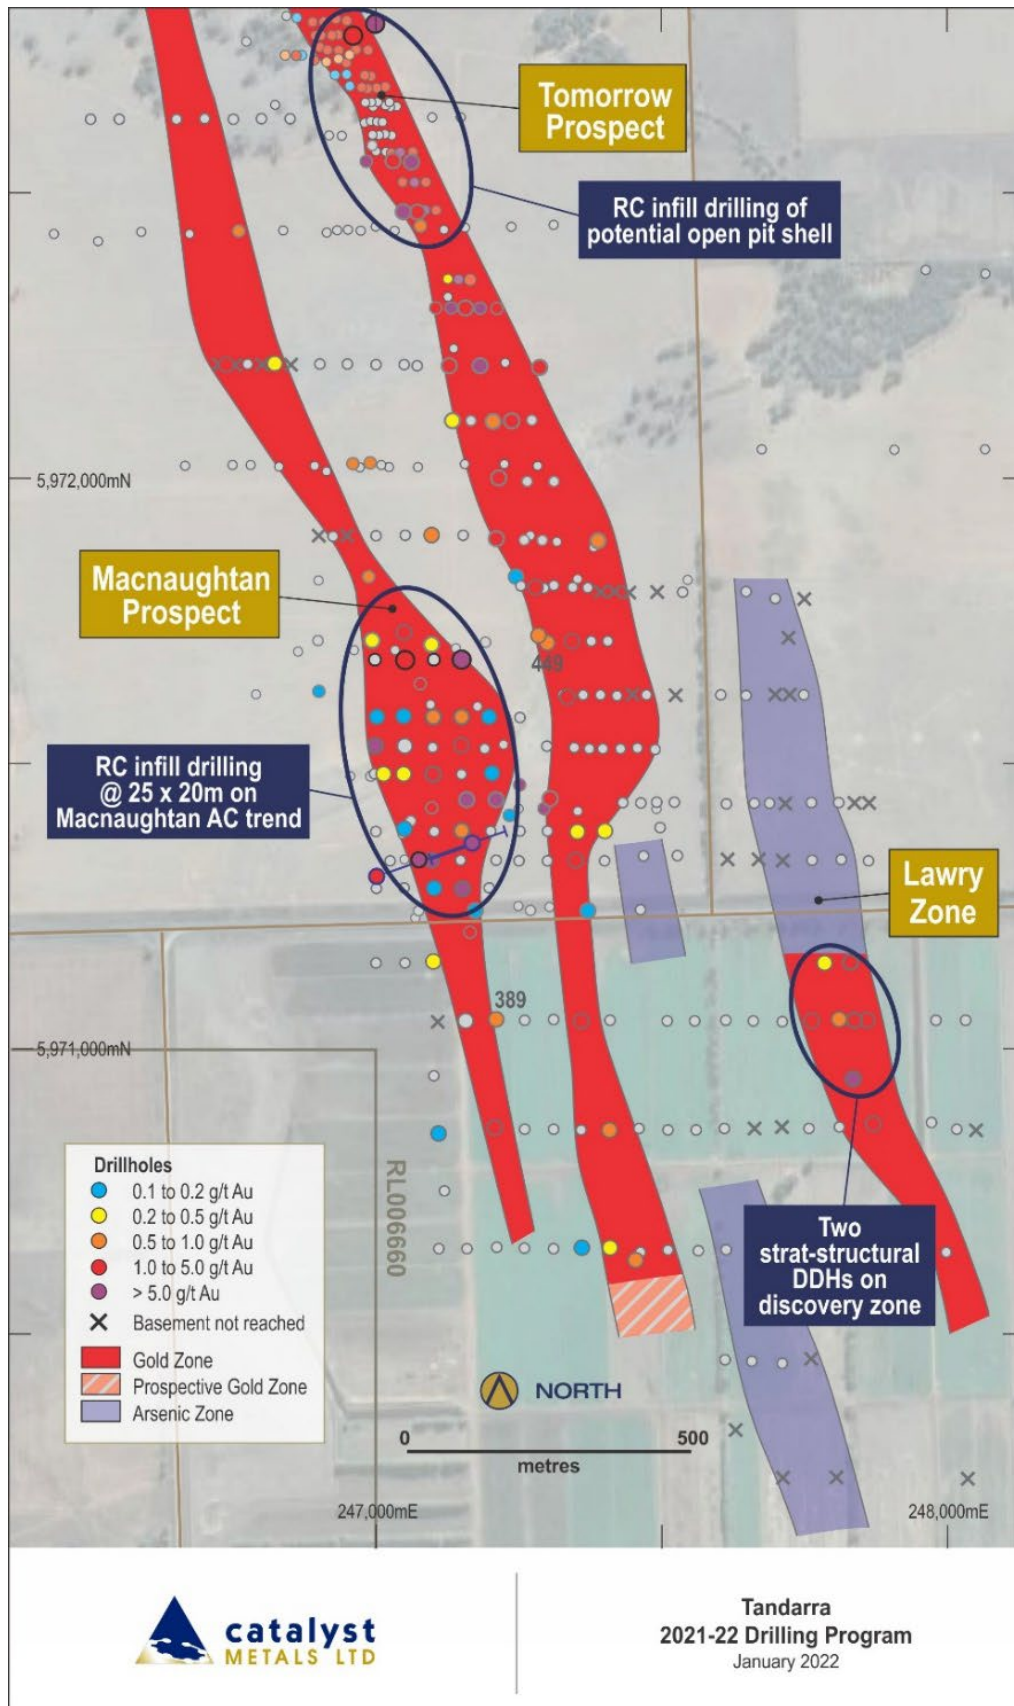 Tomorrow
Prospect
RC infill drilling of
potential open pit shell
5,972,000mN
Macnaughtan
Prospect
449
RC infill drilling
@ 25 x 20m on
Macnaughtan AC trend
Lawry
Zone
389
5,971,000mN
Drillholes
0.1 to 0.2 g/t Au
0.2 to 0.5 g/t Au
0.5 to 1.0 g/t Au
1.0 to 5.0 g/t Au
> 5.0 g/t Au
Basement not reached
Gold Zone
Prospective Gold Zone
Arsenic Zone
RL006660
Two
strat-structural
DDHs on
discovery zone
NORTH
0 500
metres
247,000mE
248,000mE
catalyst
METALS LTD
Tandarra
2021-22 Drilling Program
January 2022